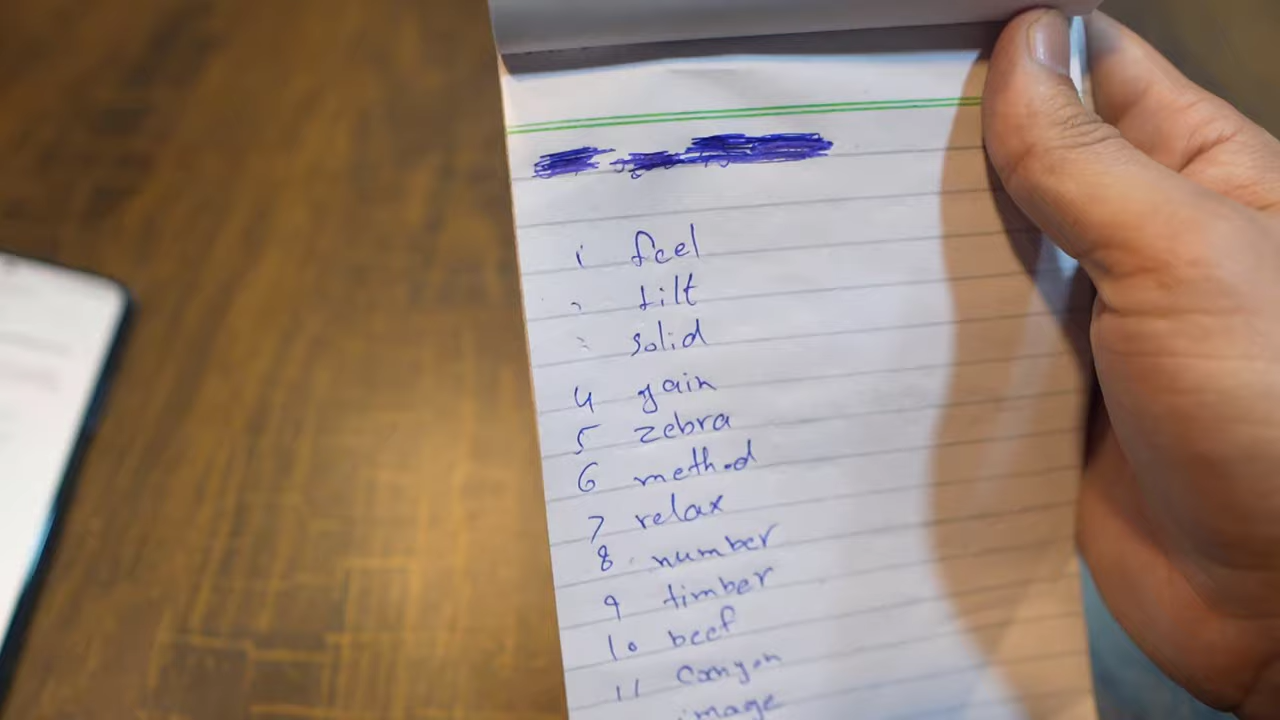 1 feel
tilt
solid
4 gain
5 zebra
6 method
7 relax
8 number
9 timber
10 beef
11 canyon
image